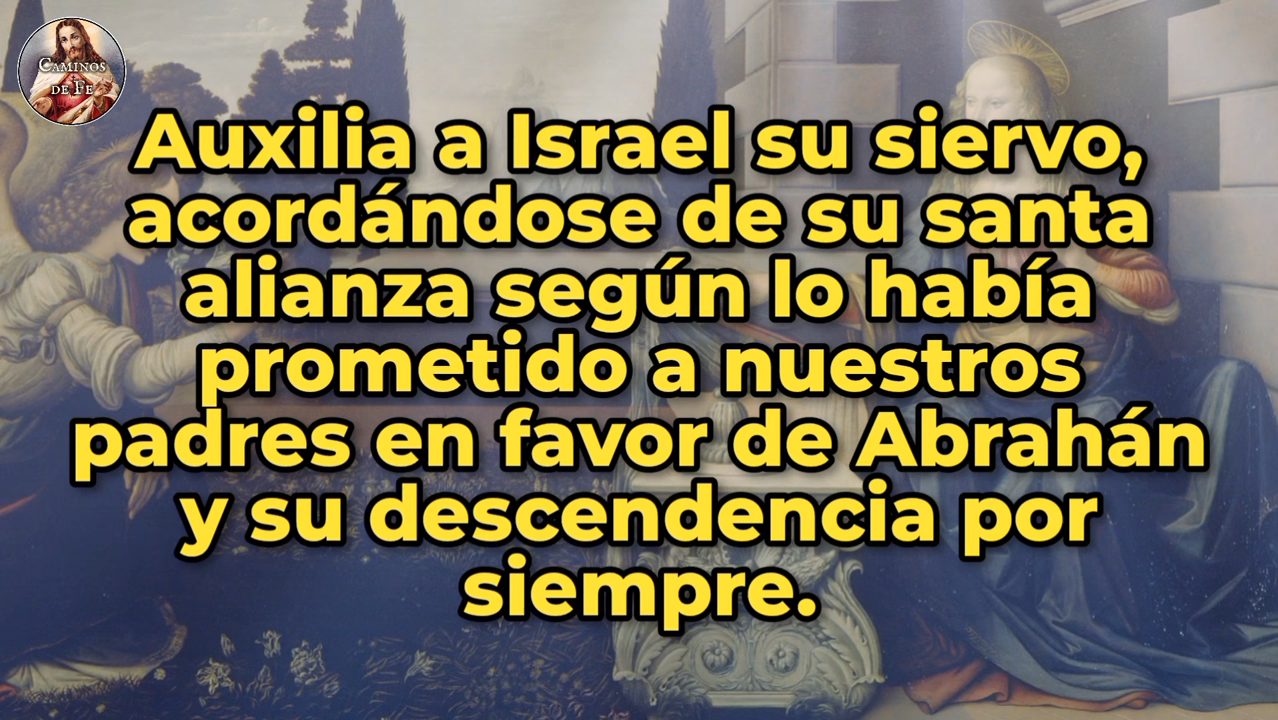 CAMINOS
DE FE
Auxilia a Israel su siervo,
acordándose de su santa
alianza según lo había
prometido a nuestros
padres en favor de Abrahán
y su descendencia por
siempre.